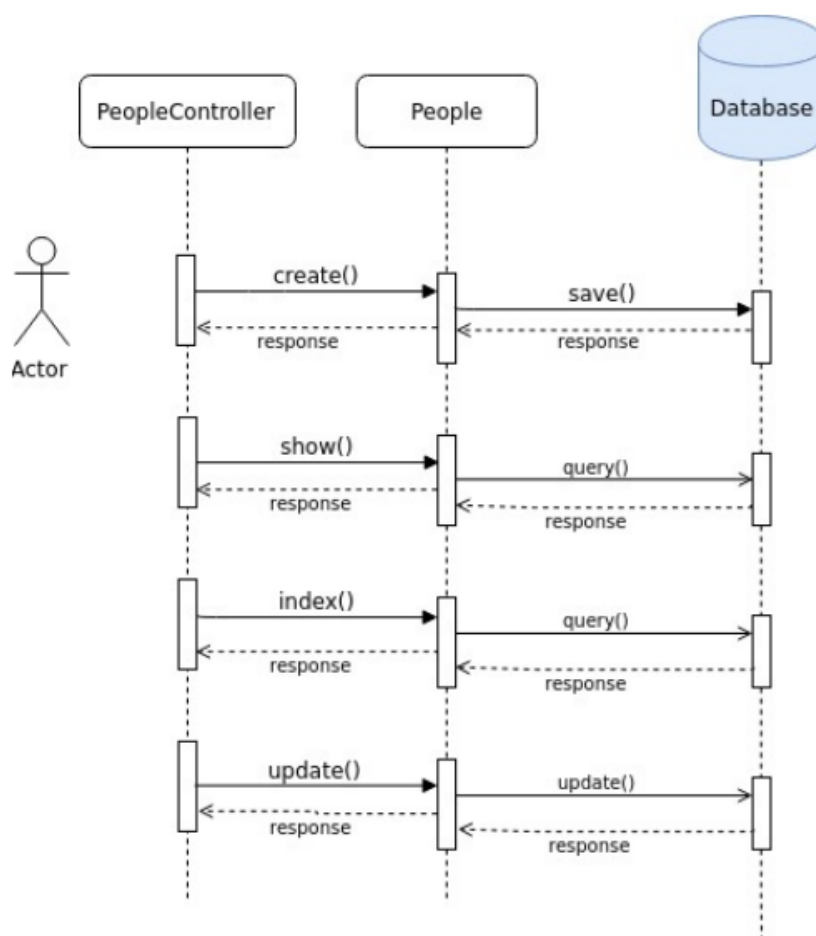 PeopleController
People
Database
Actor
create()
save()
response
response
show()
query()
response
response
index()
query()
response
response
update()
update()
response
response